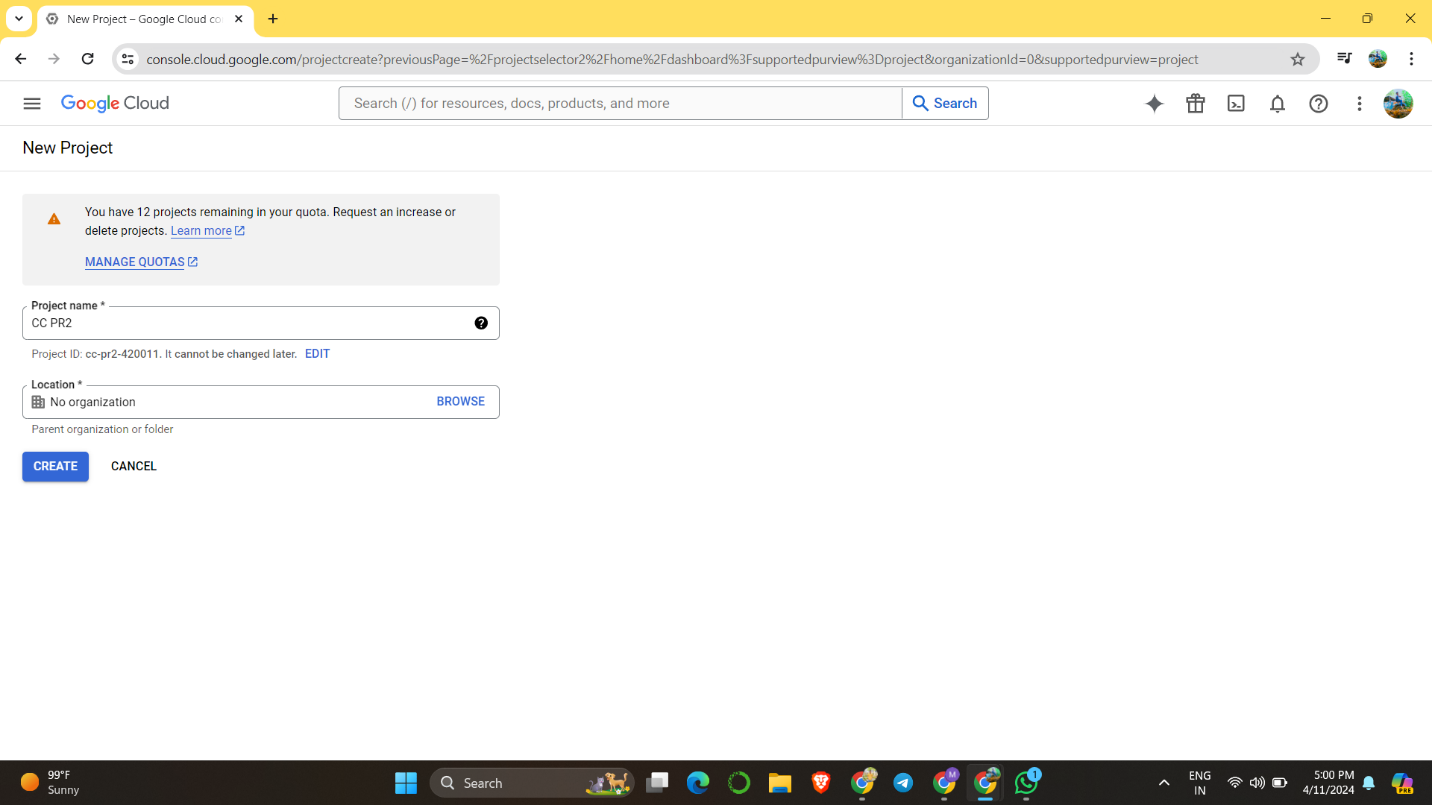 New Project – Google Cloud co
console.cloud.google.com/projectcreate?previousPage=%2Fprojectselector2%2Fhome%2Fdashboard%3Fsupportedpurview%3Dproject&organizationId=0&supportedpurview=project
Google Cloud
Search (/) for resources, docs, products, and more
Search
New Project
You have 12 projects remaining in your quota. Request an increase or
delete projects. Learn more
MANAGE QUOTAS
Project name *
CC PR2
Project ID: cc-pr2-420011. It cannot be changed later. EDIT
Location *
No organization
BROWSE
Parent organization or folder
CREATE
CANCEL
99°F
Sunny
Search
M
1
ENG
IN
5:00 PM
4/11/2024
PRE